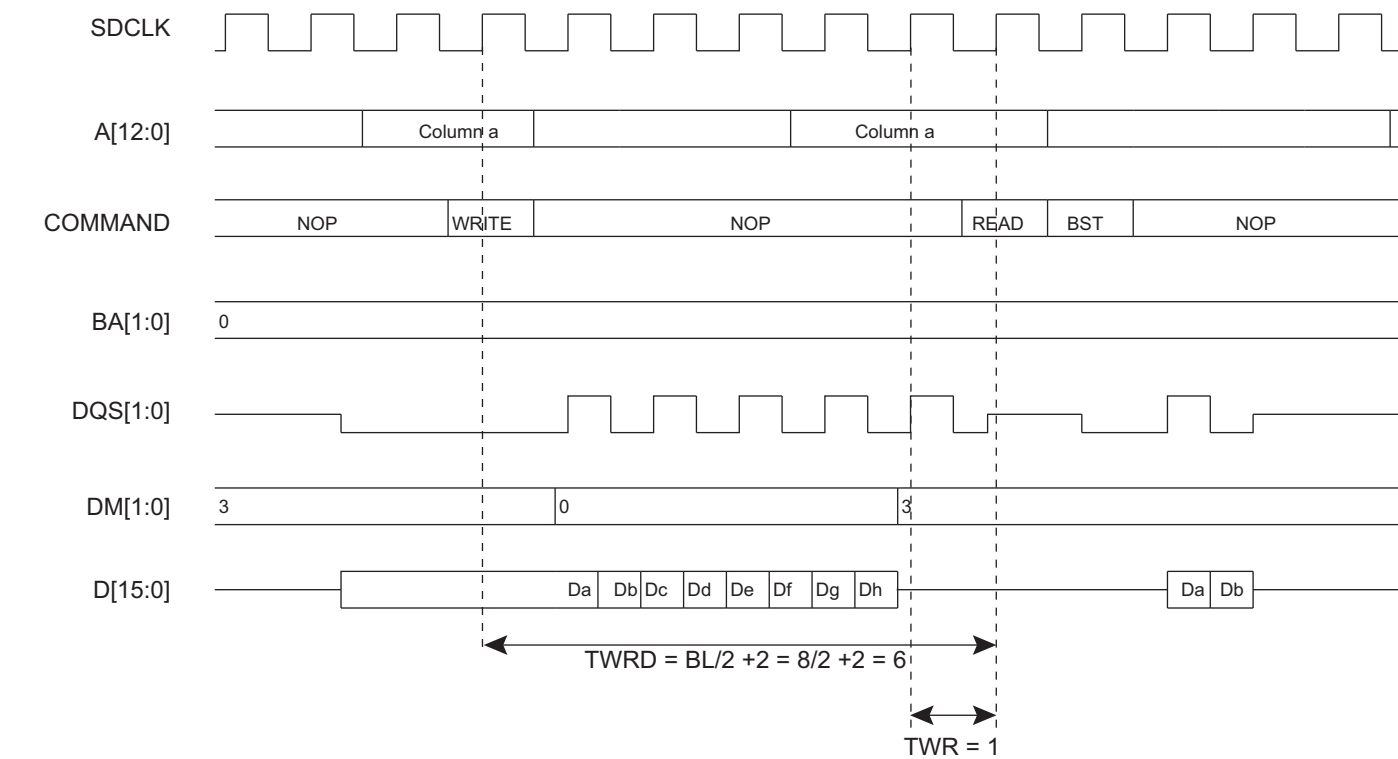 SDCLK
A[12:0] Column a Column a
COMMAND NOP WRITE NOP READ BST NOP
BA[1:0] 0
DQS[1:0]
DM[1:0] 3 0 3
D[15:0] Da Db Dc Dd De Df Dg Dh Da Db
TWRD = BL/2 +2 = 8/2 +2 = 6
TWR = 1